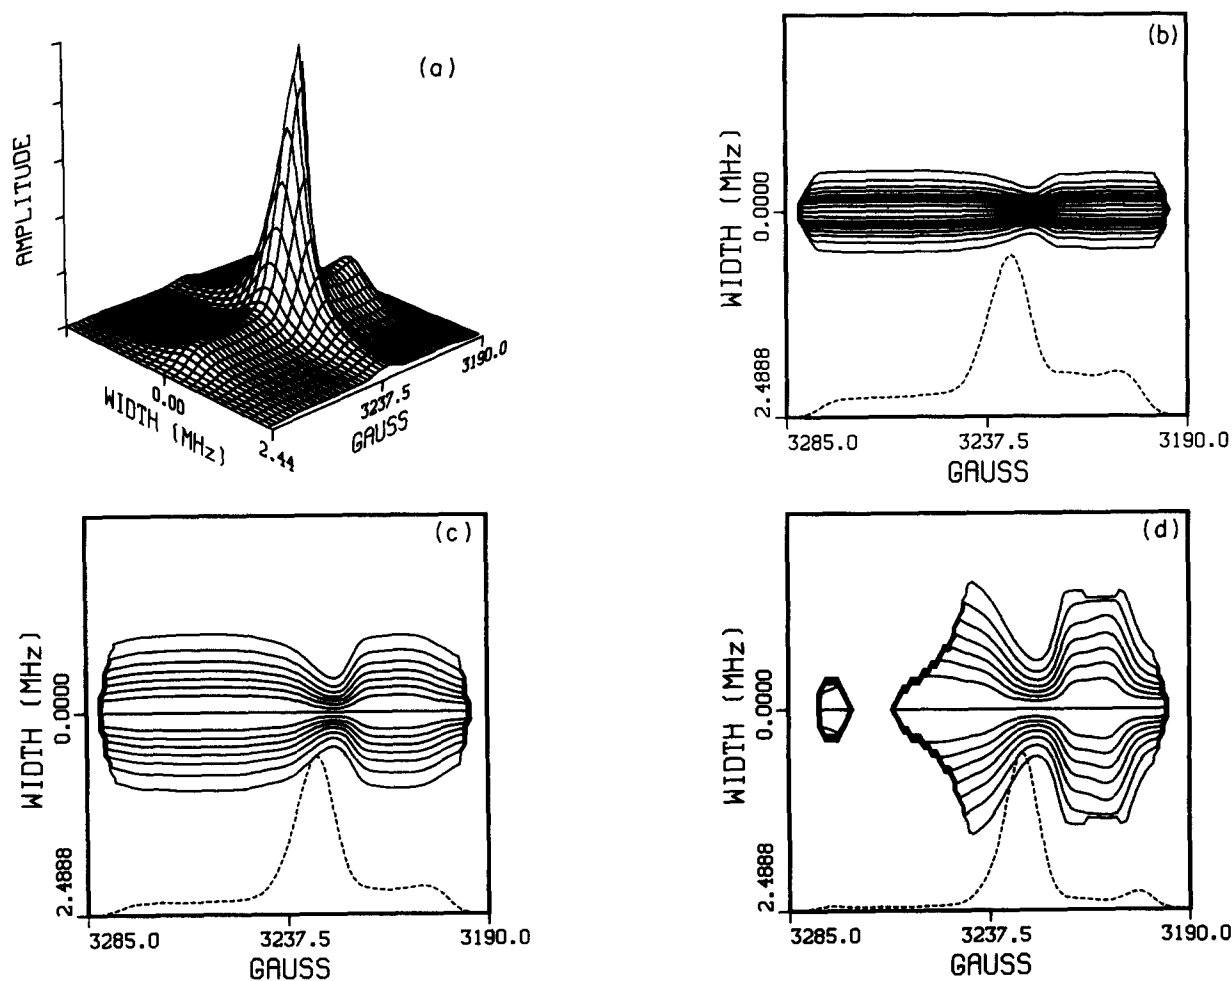 (a)
AMPLITUDE
WIDTH (MHz)
0.00
2.44
3237.5
3190.0
GAUSS
(b)
WIDTH (MHz)
0.0000
2.4888
3285.0
3237.5
3190.0
GAUSS
(c)
WIDTH (MHz)
0.0000
2.4888
3285.0
3237.5
3190.0
GAUSS
(d)
WIDTH (MHz)
0.0000
2.4888
3285.0
3237.5
3190.0
GAUSS